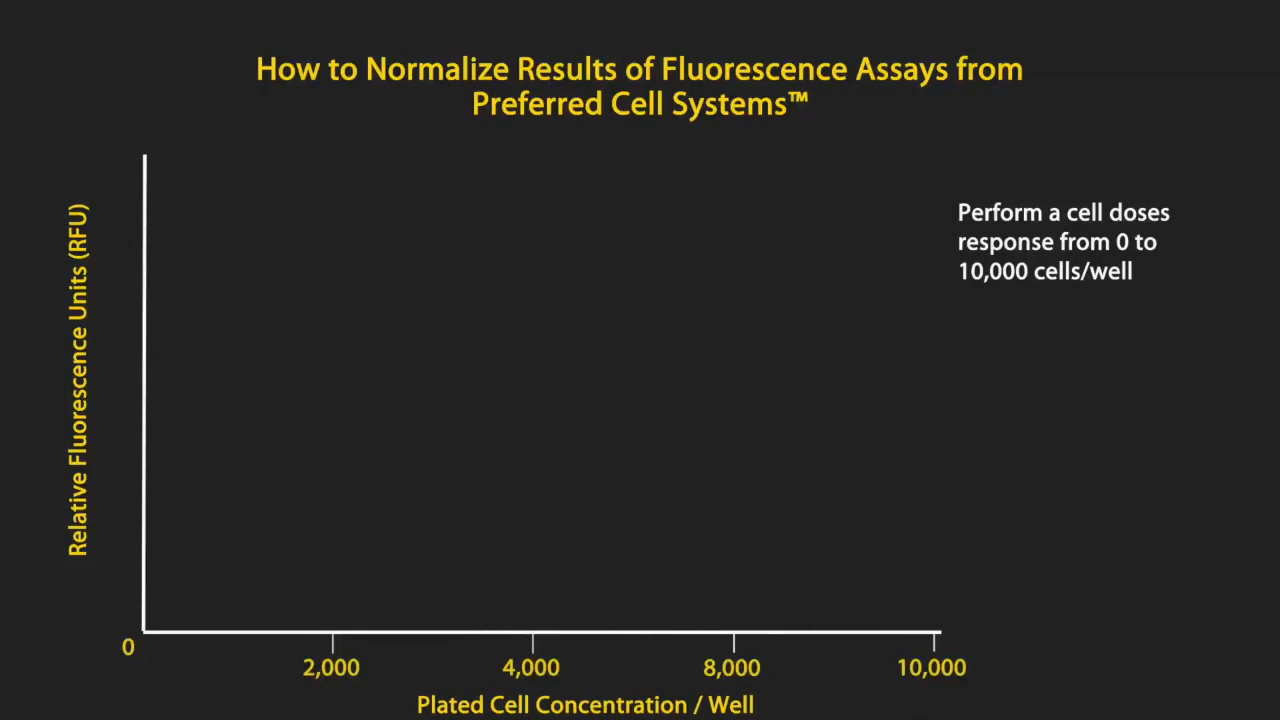 How to Normalize Results of Fluorescence Assays from
Preferred Cell Systems™
Relative Fluorescence Units (RFU)
Perform a cell doses
response from 0 to
10,000 cells/well
0
2,000
4,000
8,000
10,000
Plated Cell Concentration / Well